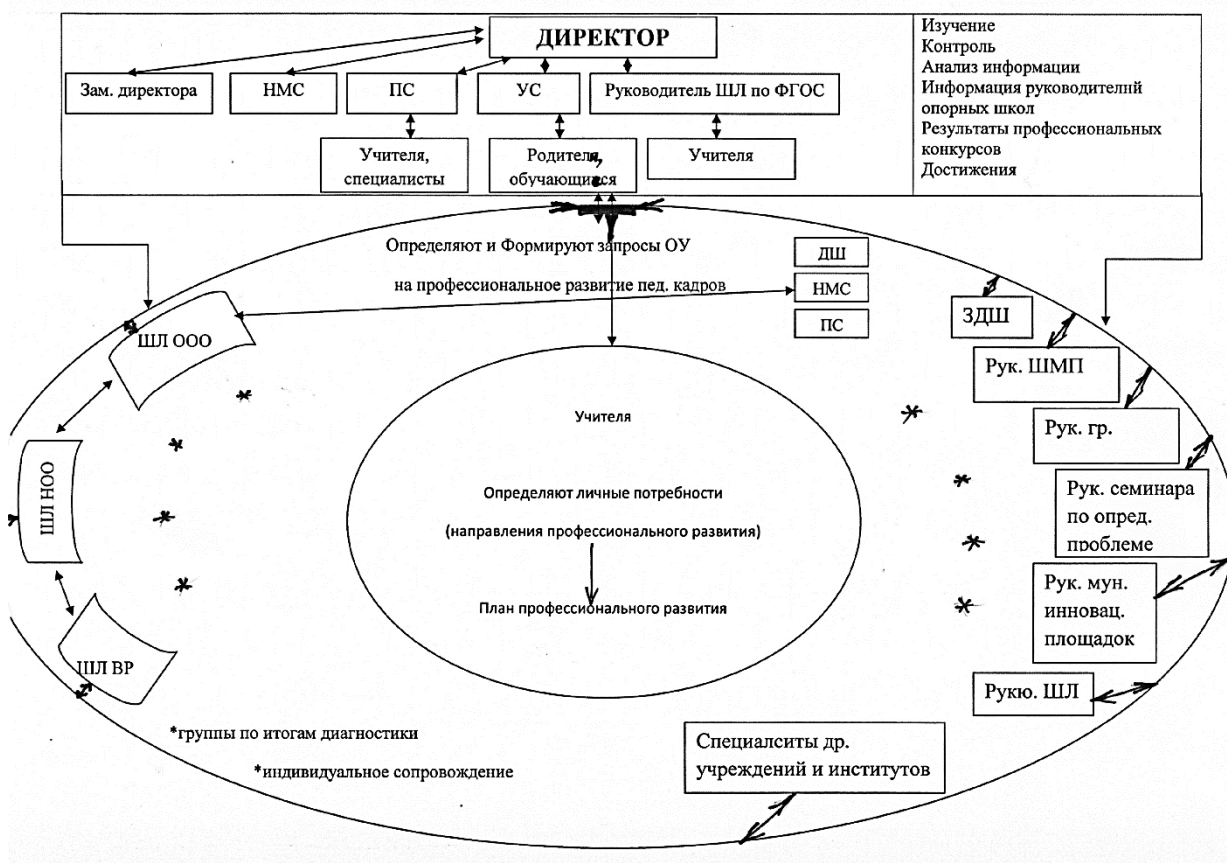 ДИРЕКТОР
Зам. директора
НМС
ПС
УС
Руководитель ШЛ по ФГОС
Учителя,
специалисты
Родителя,
обучающиеся
Учителя
Изучение
Контроль
Анализ информации
Информация руководителнй
опорных школ
Результаты профессиональных
конкурсов
Достижения
Определяют и Формируют запросы ОУ
на профессиональное развитие пед. кадров
ДШ
НМС
ПС
ШЛ ООО
ШЛ НОО
ШЛ ВР
Учителя
Определяют личные потребности
(направления профессионального развития)
План профессионального развития
ЗДШ
Рук. ШМП
Рук. гр.
Рук. семинара
по опред.
проблеме
Рук. мун.
инновац.
площадок
Рукю. ШЛ
Специалситы др.
учреждений и институтов
*группы по итогам диагностики
*индивидуальное сопровождение